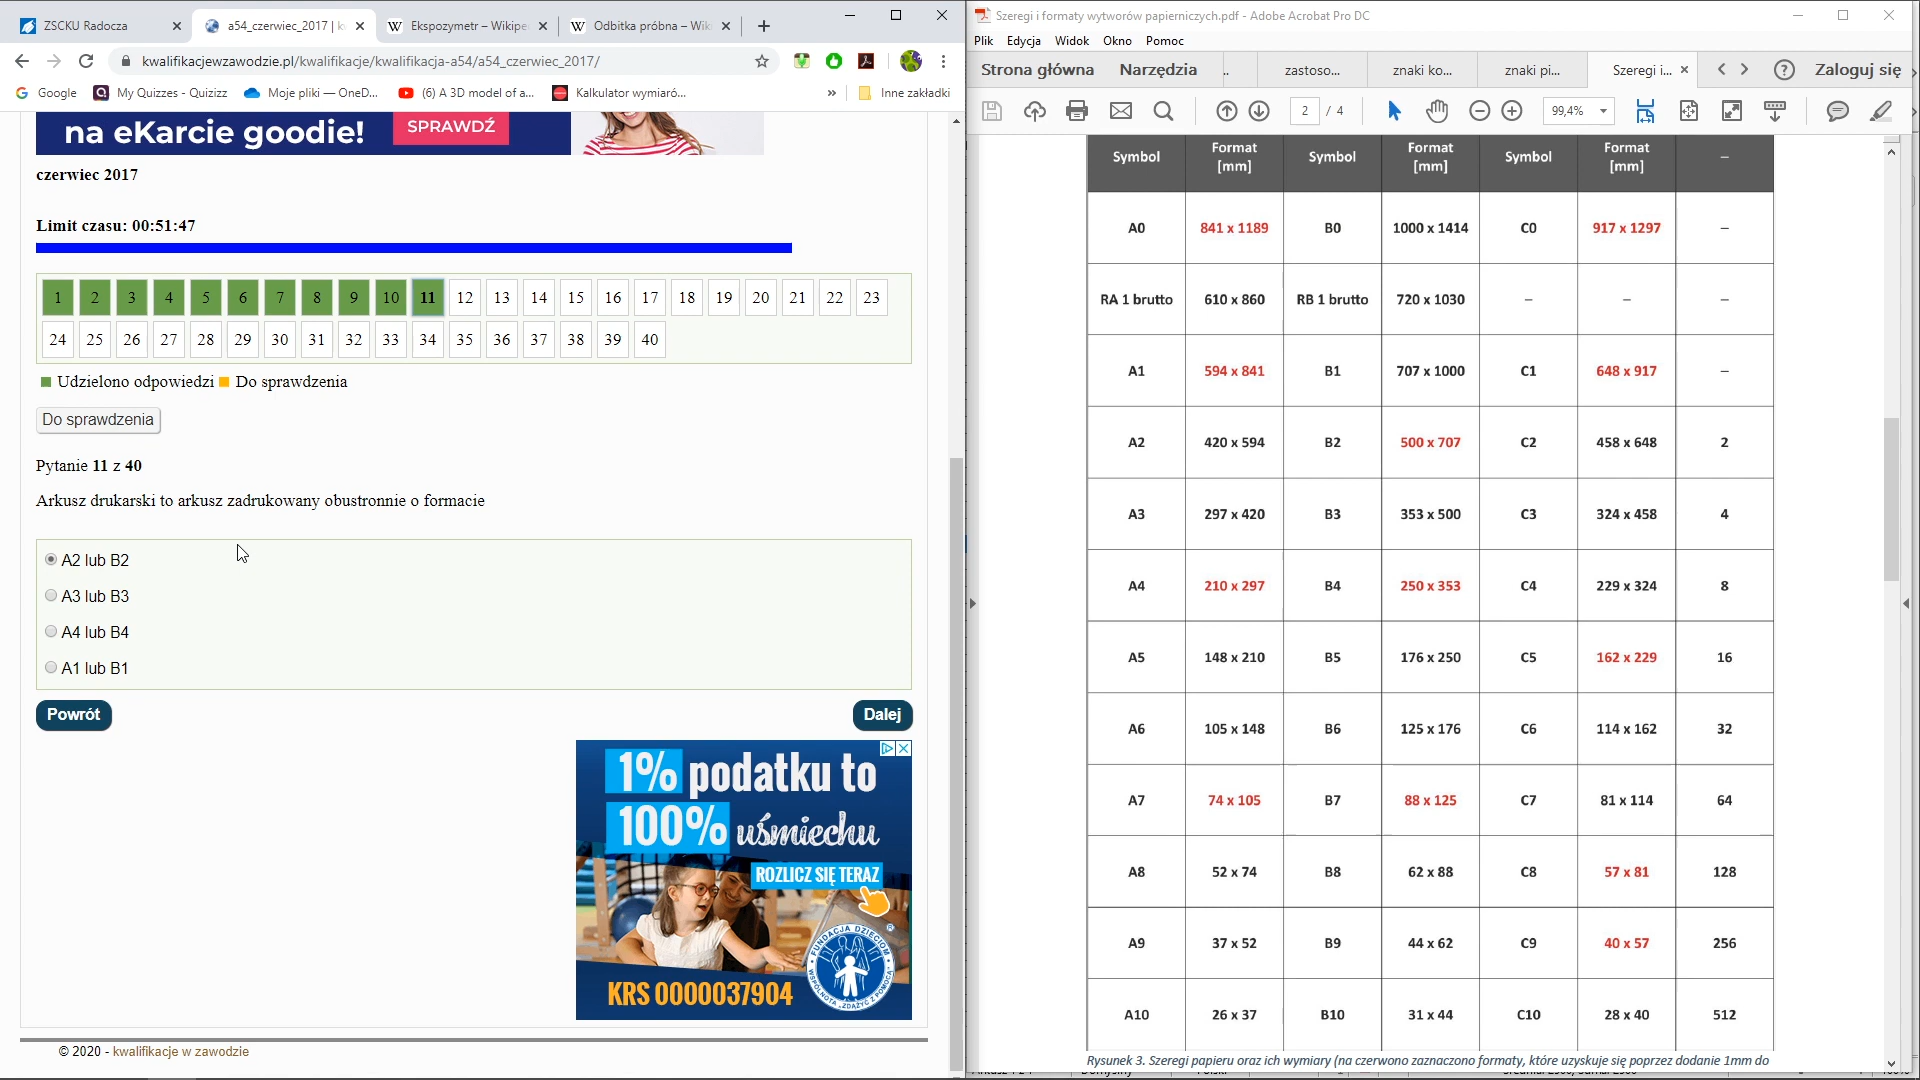 ZSCKU Radocza
a54_czerwiec_2017 | k
Ekspozymetr – Wikipe
Odbitka próbna – Wik
kwalifikacjewzawodzie.pl/kwalifikacje/kwalifikacja-a54/a54_czerwiec_2017/
Google
My Quizzes - Quizizz
Moje pliki — OneD...
(6) A 3D model of a...
Kalkulator wymiaró...
»
Inne zakładki
na eKarcie goodie!
SPRAWDŹ
czerwiec 2017
Limit czasu: 00:51:47
1 2 3 4 5 6 7 8 9 10 11 12 13 14 15 16 17 18 19 20 21 22 23
24 25 26 27 28 29 30 31 32 33 34 35 36 37 38 39 40
Udzielono odpowiedzi Do sprawdzenia
Do sprawdzenia
Pytanie 11 z 40
Arkusz drukarski to arkusz zadrukowany obustronnie o formacie
A2 lub B2
A3 lub B3
A4 lub B4
A1 lub B1
Powrót
Dalej
1% podatku to
100% uśmiechu
ROZLICZ SIĘ TERAZ
FUNDACJA DZIECIOM
KRS 0000037904
© 2020 - kwalifikacje w zawodzie
Szeregi i formaty wytworów papierniczych.pdf - Adobe Acrobat Pro DC
Plik Edycja Widok Okno Pomoc
Strona główna Narzędzia .. zastoso... znaki ko... znaki pi... Szeregi i... Zaloguj się
2 / 4
99,4%
Symbol Format [mm] Symbol Format [mm] Symbol Format [mm] –
A0 841 x 1189 B0 1000 x 1414 C0 917 x 1297 –
RA 1 brutto 610 x 860 RB 1 brutto 720 x 1030 – – –
A1 594 x 841 B1 707 x 1000 C1 648 x 917 –
A2 420 x 594 B2 500 x 707 C2 458 x 648 2
A3 297 x 420 B3 353 x 500 C3 324 x 458 4
A4 210 x 297 B4 250 x 353 C4 229 x 324 8
A5 148 x 210 B5 176 x 250 C5 162 x 229 16
A6 105 x 148 B6 125 x 176 C6 114 x 162 32
A7 74 x 105 B7 88 x 125 C7 81 x 114 64
A8 52 x 74 B8 62 x 88 C8 57 x 81 128
A9 37 x 52 B9 44 x 62 C9 40 x 57 256
A10 26 x 37 B10 31 x 44 C10 28 x 40 512
Rysunek 3. Szeregi papieru oraz ich wymiary (na czerwono zaznaczono formaty, które uzyskuje się poprzez dodanie 1mm do